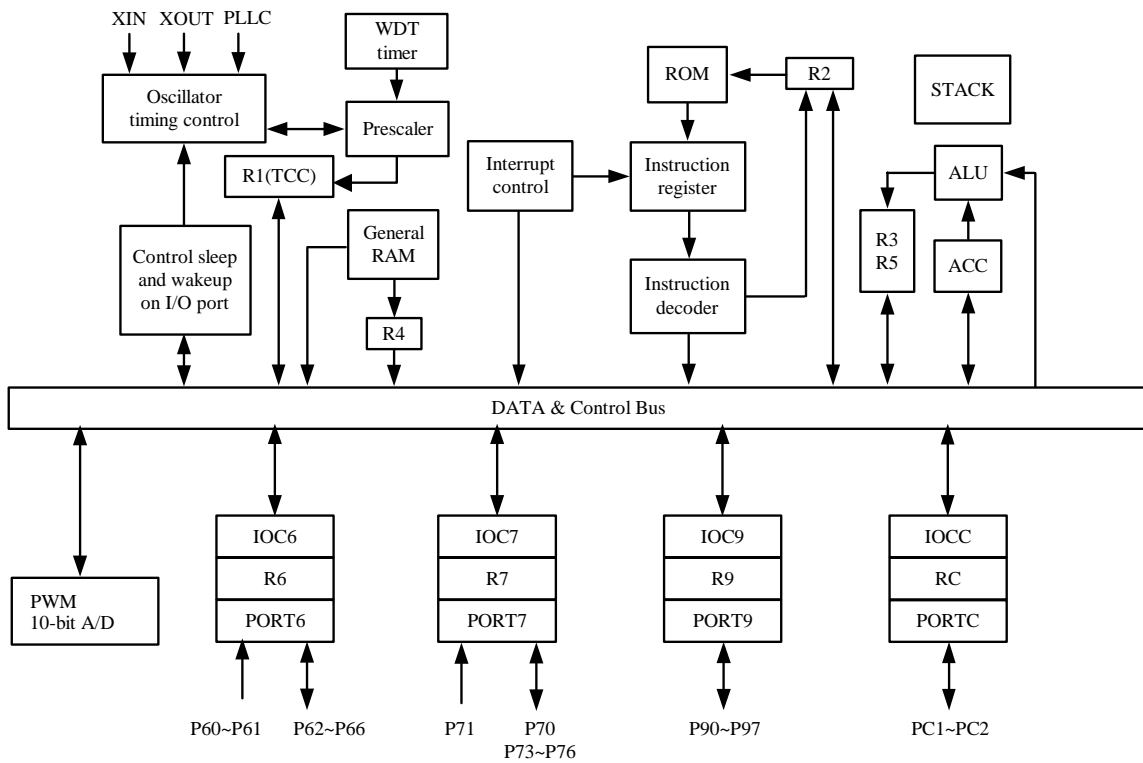 XIN XOUT PLLC
WDT
timer
Oscillator
timing control
Prescaler
R1(TCC)
ROM
R2
STACK
Interrupt
control
Instruction
register
ALU
Control sleep
and wakeup
on I/O port
General
RAM
R4
Instruction
decoder
R3
R5
ACC
DATA & Control Bus
PWM
10-bit A/D
IOC6
R6
PORT6
P60~P61
P62~P66
IOC7
R7
PORT7
P71
P70
P73~P76
IOC9
R9
PORT9
P90~P97
IOCC
RC
PORTC
PC1~PC2